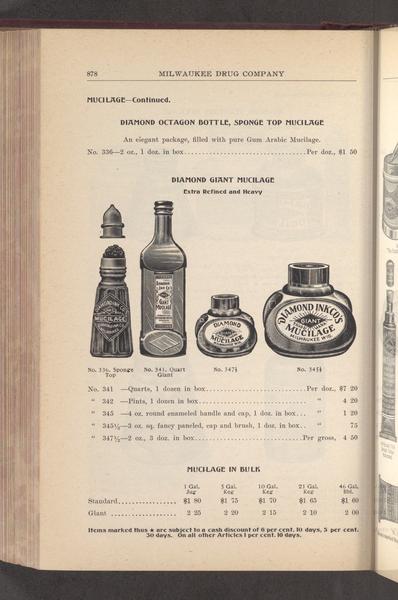 878 MILWAUKEE DRUG COMPANY
MUCILAGE—Continued.
DIAMOND OCTAGON BOTTLE, SPONGE TOP MUCILAGE
An elegant package, filled with pure Gum Arabic Mucilage.
No. 336—2 oz., 1 doz. in box.................................Per doz., $1 50
DIAMOND GIANT MUCILAGE
Extra Refined and Heavy
MUCILAGE
GIANT
MUCILAGE
DIAMOND
MUCILAGE
DIAMOND INK CO'S
GIANT
MUCILAGE
MILWAUKEE WIS.
No. 336. Sponge Top
No. 341. Quart Giant
No. 347½
No. 345½
No. 341 —Quarts, 1 dozen in box...........................Per doz., $7 20
" 342 —Pints, 1 dozen in box.............................. " 4 20
" 345 —4 oz. round enameled handle and cap, 1 doz. in box... " 1 20
" 345½—3 oz. sq. fancy paneled, cap and brush, 1 doz. in box.. " 75
" 347½—2 oz., 3 doz. in box..............................Per gross, 4 50
MUCILAGE IN BULK
1 Gal. Jug 5 Gal. Keg 10 Gal. Keg 21 Gal. Keg 46 Gal. Bbl.
Standard................ $1 80 $1 75 $1 70 $1 65 $1 60
Giant .................. 2 25 2 20 2 15 2 10 2 00
Items marked thus ★ are subject to a cash discount of 6 per cent. 10 days, 5 per cent.
30 days. On all other Articles 1 per cent. 10 days.